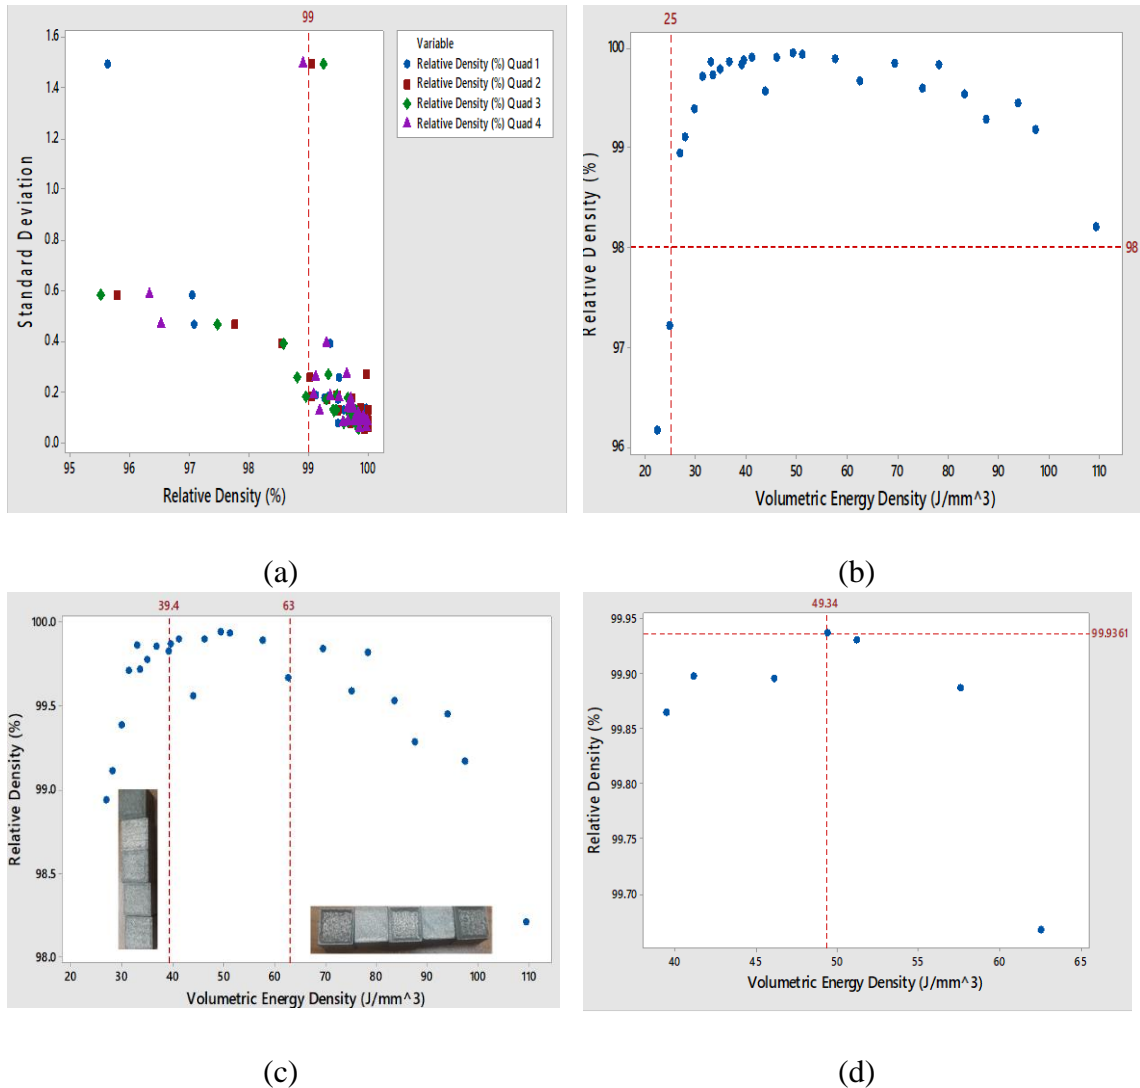 99
1.6
1.4
1.2
1.0
0.8
0.6
0.4
0.2
0.0
Standard Deviation
95 96 97 98 99 100
Relative Density (%)
Variable
Relative Density (%) Quad 1
Relative Density (%) Quad 2
Relative Density (%) Quad 3
Relative Density (%) Quad 4
(a)
25
100
99
98
97
96
Relative Density (%)
98
20 30 40 50 60 70 80 90 100 110
Volumetric Energy Density (J/mm^3)
(b)
39.4 63
100.0
99.5
99.0
98.5
98.0
Relative Density (%)
20 30 40 50 60 70 80 90 100 110
Volumetric Energy Density (J/mm^3)
(c)
49.34
99.95
99.90
99.85
99.80
99.75
99.70
Relative Density (%)
99.9361
40 45 50 55 60 65
Volumetric Energy Density (J/mm^3)
(d)